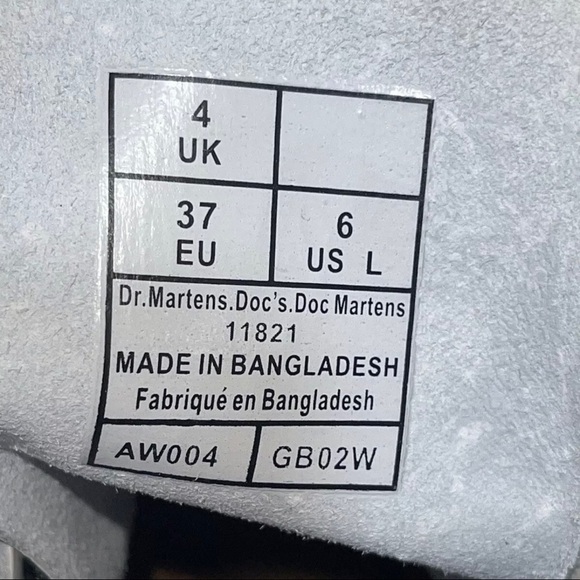 4
UK
37
EU
6
US L
Dr.Martens.Doc's.Doc Martens
11821
MADE IN BANGLADESH
Fabriqué en Bangladesh
AW004
GB02W